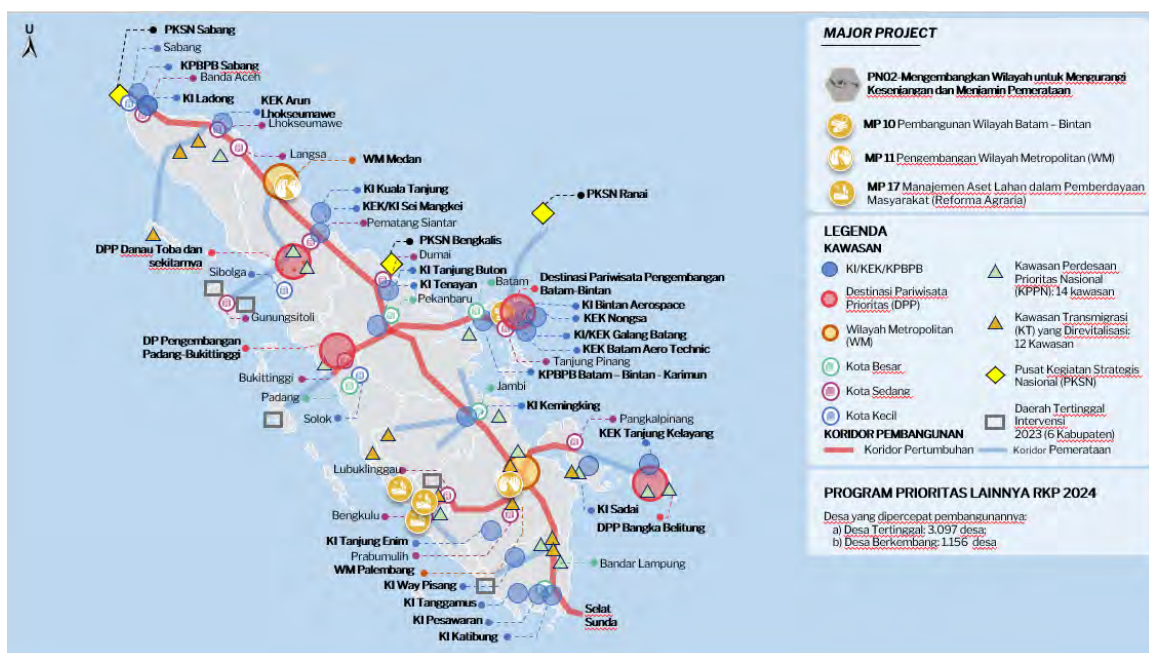 U
PKSN Sabang
Sabang
KPBPB Sabang
Banda Aceh
KI Ladong
KEK Arun
Lhokseumawe
Lhokseumawe
Langsa
WM Medan
KI Kuala Tanjung
KEK/KI Sei Mangkei
Pematang Siantar
PKSN Ranai
PKSN Bengkalis
Dumai
KI Tanjung Buton
KI Tenayan
Pekanbaru
DPP Danau Toba dan
sekitarnya
Sibolga
Gunungsitoli
Destinasi Pariwisata Pengembangan
Batam-Bintan
Batam
KI Bintan Aerospace
KEK Nongsa
KI/KEK Galang Batang
KEK Batam Aero Technic
Tanjung Pinang
KPBPB Batam – Bintan - Karimun
DP Pengembangan
Padang-Bukittinggi
Bukittinggi
Padang
Solok
Jambi
KI Kemingking
Pangkalpinang
KEK Tanjung Kelayang
Lubuklinggau
Bengkulu
KI Sadai
DPP Bangka Belitung
KI Tanjung Enim
Prabumulih
WM Palembang
KI Way Pisang
Bandar Lampung
KI Tanggamus
KI Pesawaran
KI Katibung
Selat
Sunda
MAJOR PROJECT
PN02-Mengembangkan Wilayah untuk Mengurangi
Kesenjangan dan Menjamin Pemerataan
MP 10 Pembangunan Wilayah Batam – Bintan
MP 11 Pengembangan Wilayah Metropolitan (WM)
MP 17 Manajemen Aset Lahan dalam Pemberdayaan
Masyarakat (Reforma Agraria)
LEGENDA
KAWASAN
KI/KEK/KPBPB
Destinasi Pariwisata
Prioritas (DPP)
Wilayah Metropolitan
(WM)
Kota Besar
Kota Sedang
Kota Kecil
Kawasan Perdesaan
Prioritas Nasional
(KPPN): 14 kawasan
Kawasan Transmigrasi
(KT) yang
Direvitalisasi:
12 Kawasan
Pusat Kegiatan Strategis
Nasional (PKSN)
Daerah Tertinggal
Intervensi
2023 (6 Kabupaten)
KORIDOR PEMBANGUNAN
Koridor Pertumbuhan
Koridor Pemerataan
PROGRAM PRIORITAS LAINNYA RKP 2024
Desa yang dipercepat pembangunannya:
a) Desa Tertinggal: 3.097 desa;
b) Desa Berkembang: 1.156 desa